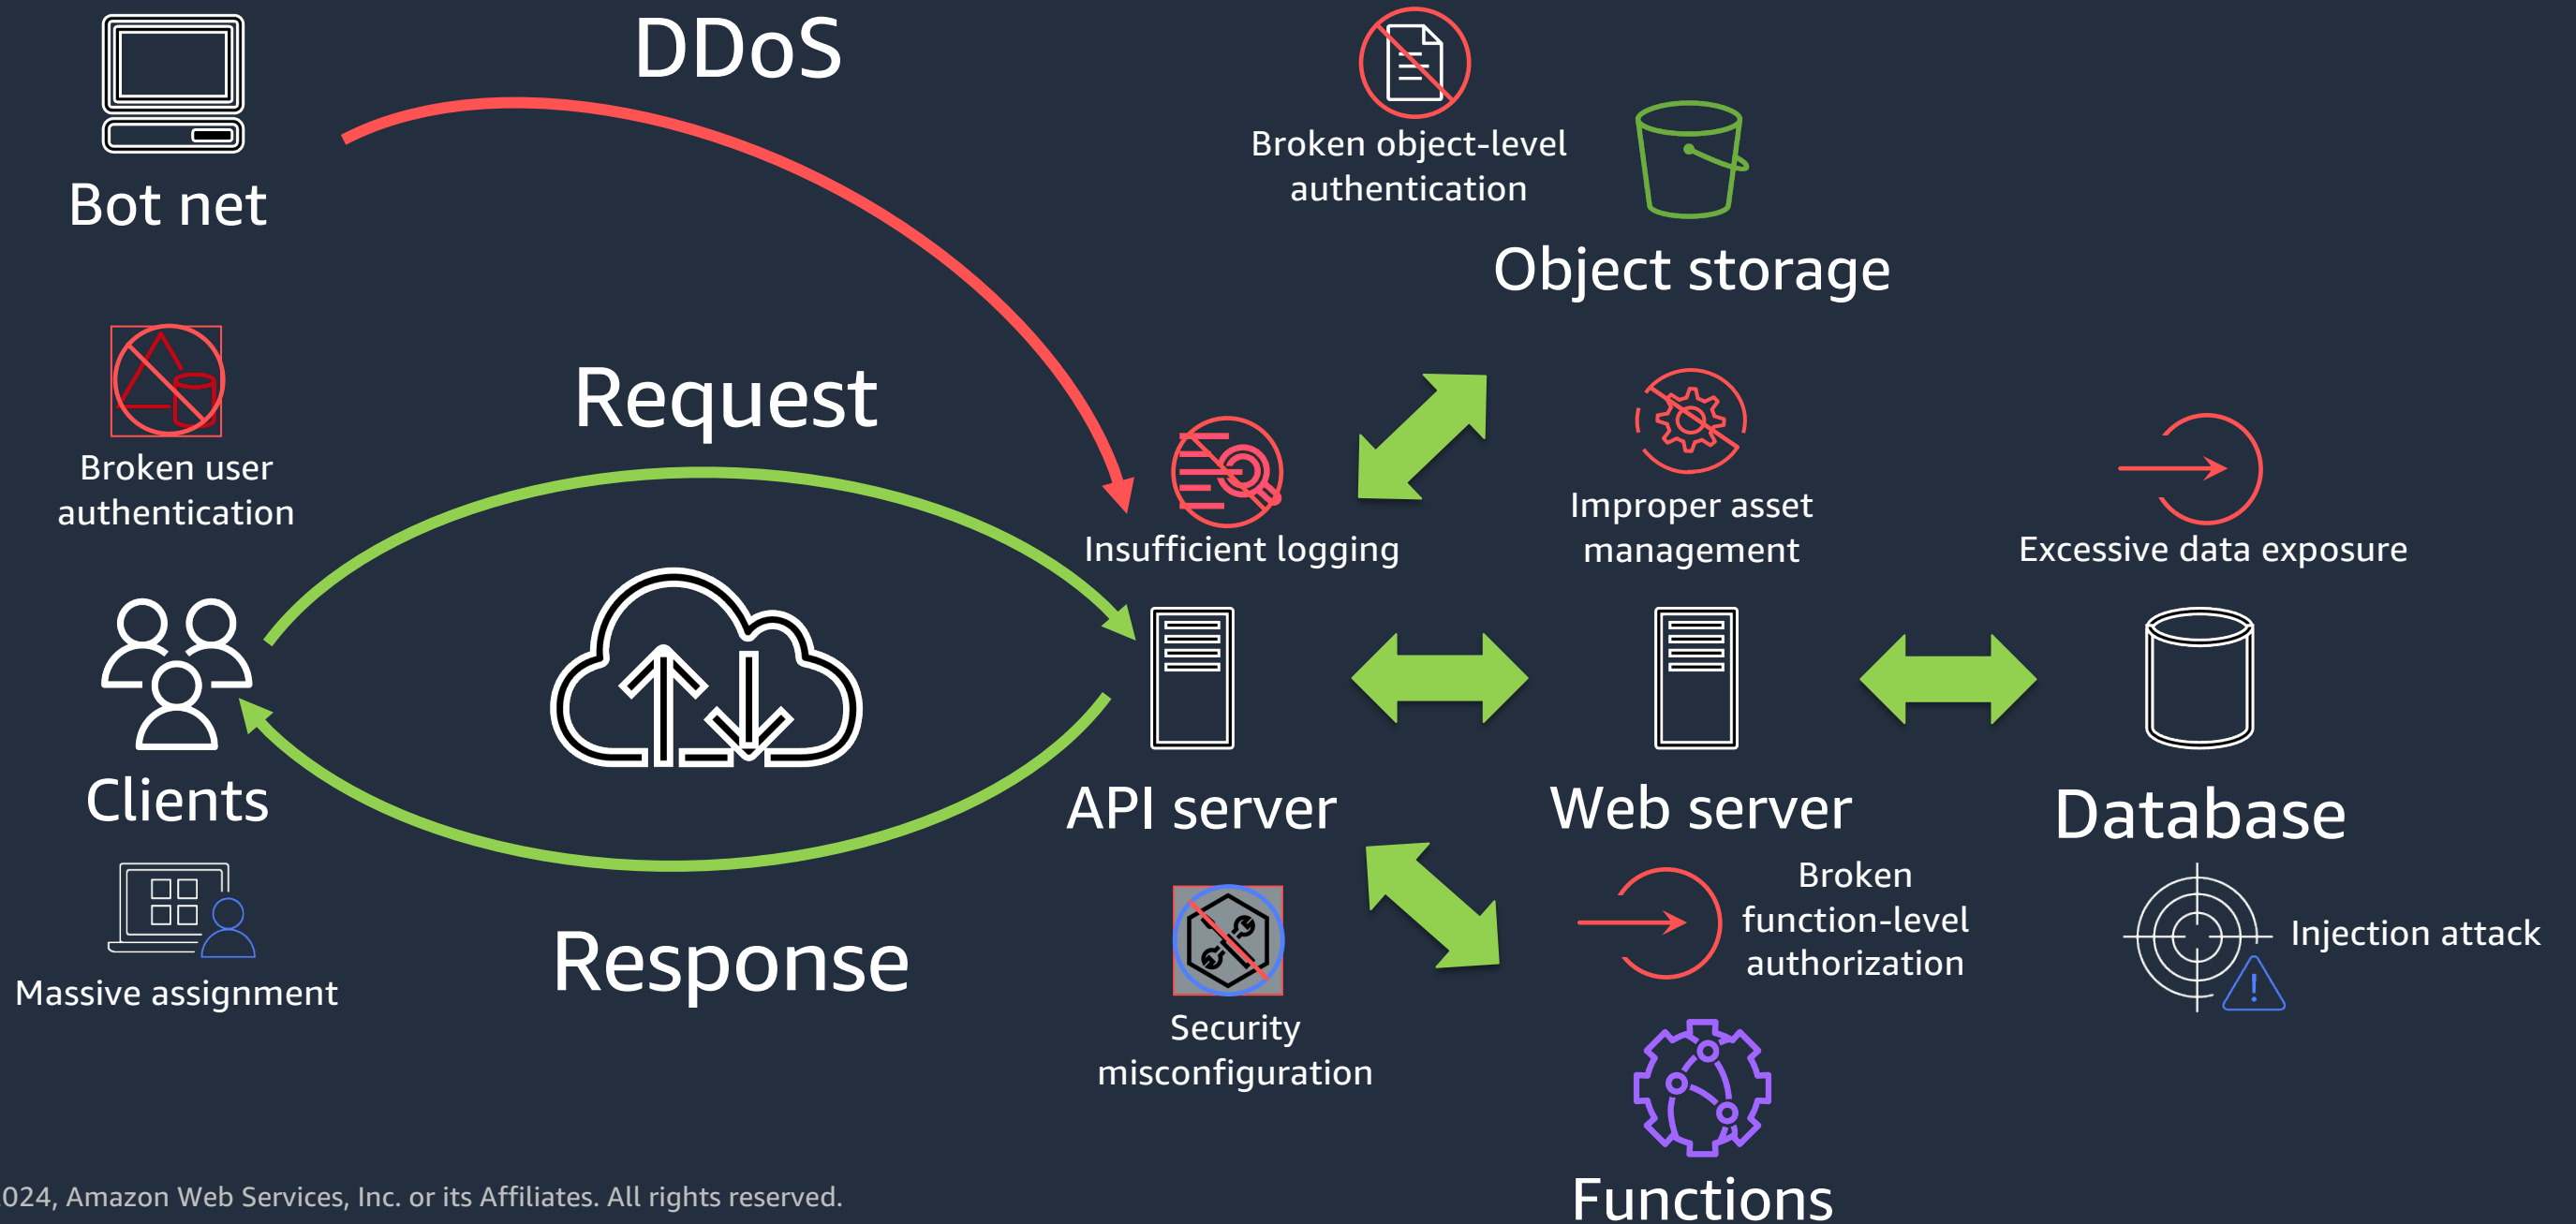 DDoS
Bot net
Broken object-level
authentication
Object storage
Broken user
authentication
Request
Insufficient logging
Improper asset
management
Excessive data exposure
Clients
API server
Web server
Database
Massive assignment
Response
Security
misconfiguration
Broken
function-level
authorization
Injection attack
Functions
024, Amazon Web Services, Inc. or its Affiliates. All rights reserved.